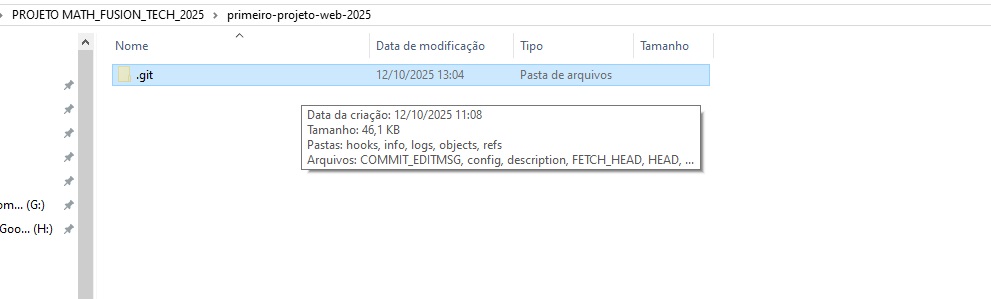 PROJETO MATH_FUSION_TECH_2025 › primeiro-projeto-web-2025
Nome Data de modificação Tipo Tamanho
.git 12/10/2025 13:04 Pasta de arquivos
Data da criação: 12/10/2025 11:08
Tamanho: 46,1 KB
Pastas: hooks, info, logs, objects, refs
Arquivos: COMMIT_EDITMSG, config, description, FETCH_HEAD, HEAD, ...
om... (G:)
Goo... (H:)